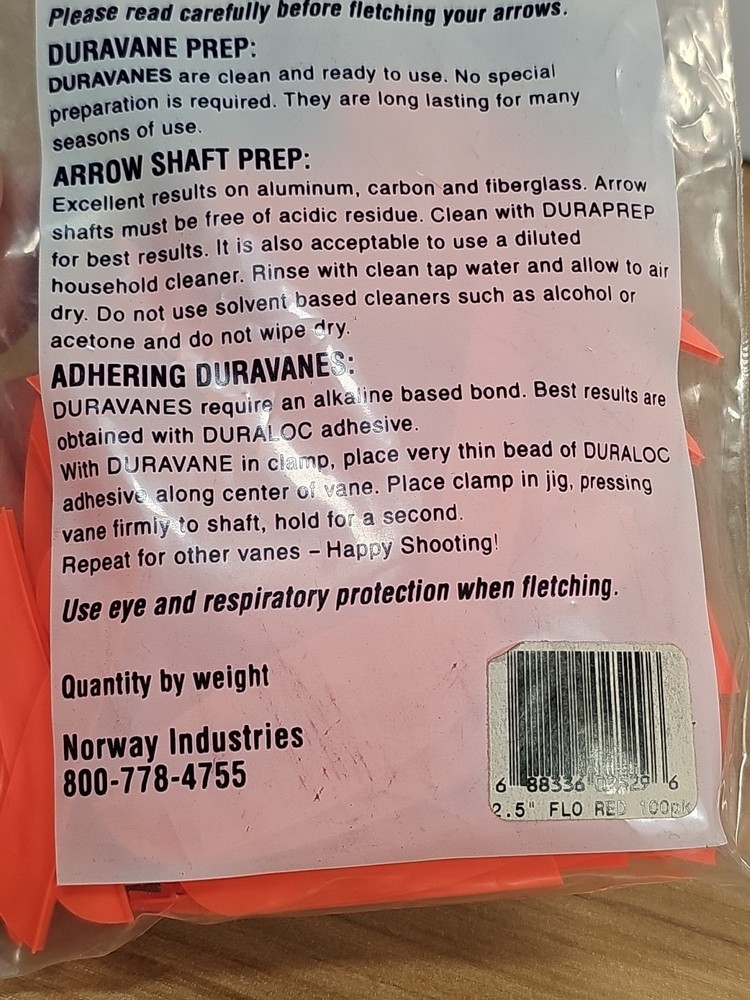 Please read carefully before fletching your arrows.
DURAVANE PREP:
DURAVANES are clean and ready to use. No special
preparation is required. They are long lasting for many
seasons of use.
ARROW SHAFT PREP:
Excellent results on aluminum, carbon and fiberglass. Arrow
shafts must be free of acidic residue. Clean with DURAPREP
for best results. It is also acceptable to use a diluted
household cleaner. Rinse with clean tap water and allow to air
dry. Do not use solvent based cleaners such as alcohol or
acetone and do not wipe dry.
ADHERING DURAVANES:
DURAVANES require an alkaline based bond. Best results are
obtained with DURALOC adhesive.
With DURAVANE in clamp, place very thin bead of DURALOC
adhesive along center of vane. Place clamp in jig, pressing
vane firmly to shaft, hold for a second.
Repeat for other vanes – Happy Shooting!
Use eye and respiratory protection when fletching.
Quantity by weight
Norway Industries
800-778-4755
6 88336 02529 6
2.5" FLO RED 100pk